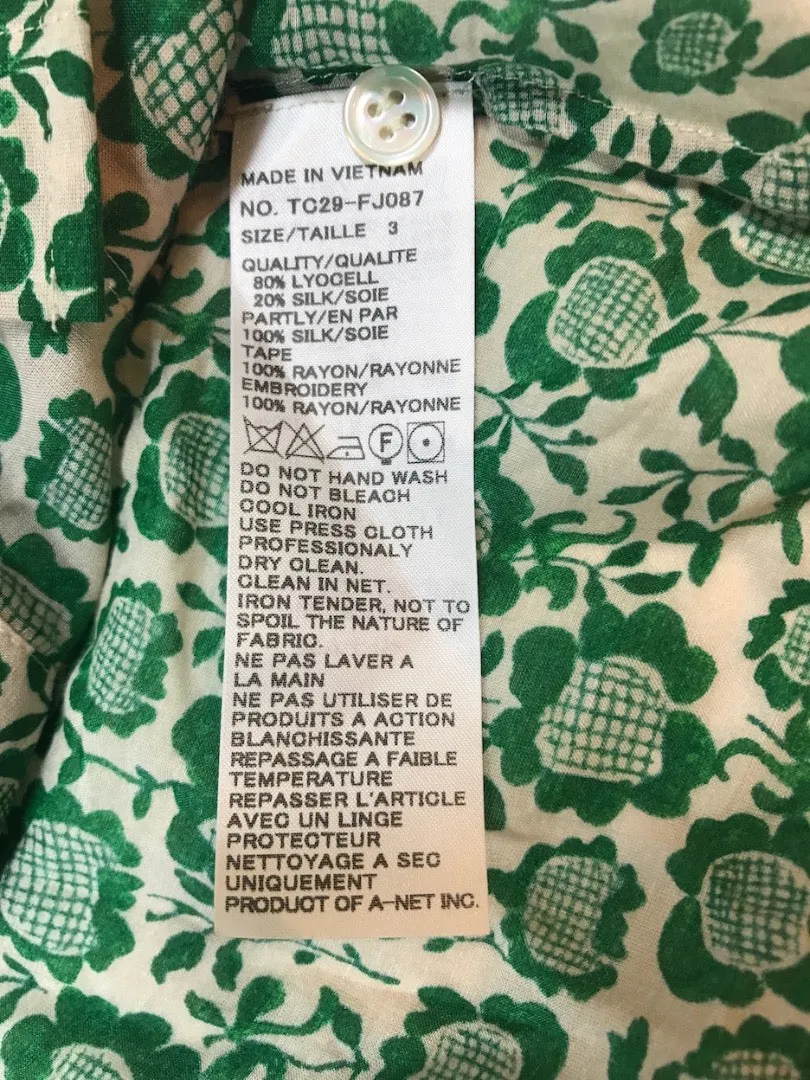 MADE IN VIETNAM
NO. TC29-FJ087
SIZE/TAILLE 3
QUALITY/QUALITE
80% LYOCELL
20% SILK/SOIE
PARTLY/EN PAR
100% SILK/SOIE
TAPE
100% RAYON/RAYONNE
EMBROIDERY
100% RAYON/RAYONNE
F
DO NOT HAND WASH
DO NOT BLEACH
COOL IRON
USE PRESS CLOTH
PROFESSIONALY
DRY CLEAN.
CLEAN IN NET.
IRON TENDER, NOT TO
SPOIL THE NATURE OF
FABRIC.
NE PAS LAVER A
LA MAIN
NE PAS UTILISER DE
PRODUITS A ACTION
BLANCHISSANTE
REPASSAGE A FAIBLE
TEMPERATURE
REPASSER L'ARTICLE
AVEC UN LINGE
PROTECTEUR
NETTOYAGE A SEC
UNIQUEMENT
PRODUCT OF A-NET INC.